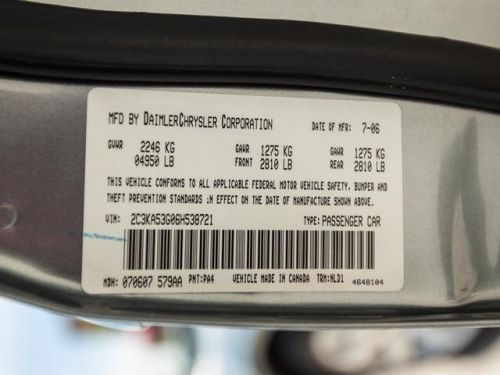 MFD BY DAIMLERCHRYSLER CORPORATION DATE OF MFR: 7-06
GVWR 2246 KG GAWR 1275 KG GAWR 1275 KG
04950 LB FRONT 2810 LB REAR 2810 LB
THIS VEHICLE CONFORMS TO ALL APPLICABLE FEDERAL MOTOR VEHICLE SAFETY, BUMPER AND
THEFT PREVENTION STANDARDS IN EFFECT ON THE DATE OF MANUFACTURE SHOWN ABOVE.
VIN: 2C3KA53G06H538721 TYPE: PASSENGER CAR
MDH: 070607 579AA PNT: PA4 VEHICLE MADE IN CANADA TRM: NLD1 4648104